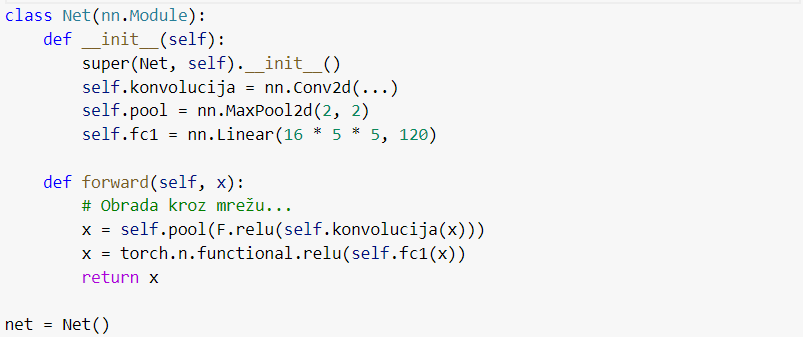 class Net(nn.Module):
    def __init__(self):
        super(Net, self).__init__()
        self.konvolucija = nn.Conv2d(...)
        self.pool = nn.MaxPool2d(2, 2)
        self.fc1 = nn.Linear(16 * 5 * 5, 120)
    def forward(self, x):
        # Obrada kroz mrežu...
        x = self.pool(F.relu(self.konvolucija(x)))
        x = torch.n.functional.relu(self.fc1(x))
        return x
net = Net()